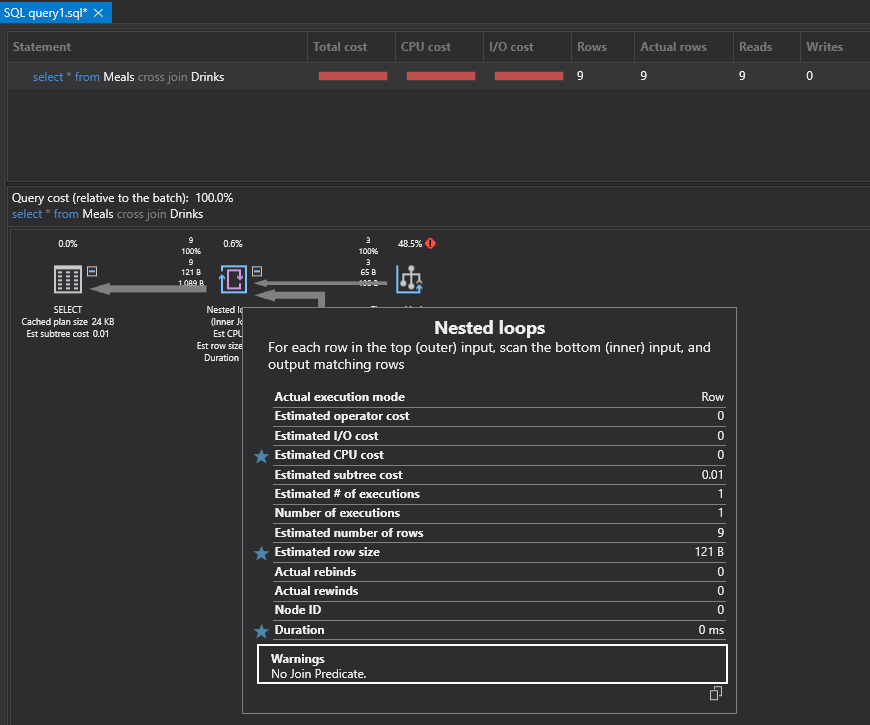 SQL query1.sql*
Statement Total cost CPU cost I/O cost Rows Actual rows Reads Writes
select * from Meals cross join Drinks 9 9 9 0
Query cost (relative to the batch): 100.0%
select * from Meals cross join Drinks
0.0%
SELECT
Cached plan size 24 KB
Est subtree cost 0.01
9
100%
9
121 B
1.089 B
0.6%
Nested
(Inner
Est CPU
Est row size
Duration
3
100%
3
65 B
48.5%
Nested loops
For each row in the top (outer) input, scan the bottom (inner) input, and
output matching rows
Actual execution mode Row
Estimated operator cost 0
Estimated I/O cost 0
Estimated CPU cost 0
Estimated subtree cost 0.01
Estimated # of executions 1
Number of executions 1
Estimated number of rows 9
Estimated row size 121 B
Actual rebinds 0
Actual rewinds 0
Node ID 0
Duration 0 ms
Warnings
No Join Predicate.